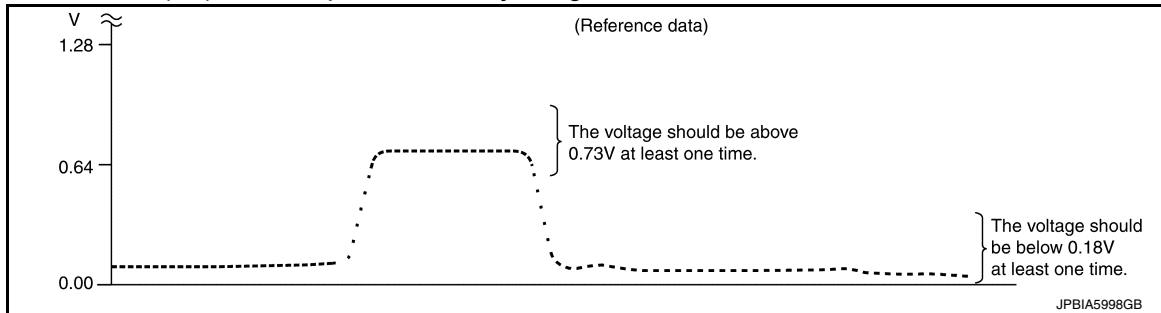 V
(Reference data)
1.28
The voltage should be above
0.73V at least one time.
0.64
The voltage should
be below 0.18V
at least one time.
0.00
JPBIA5998GB